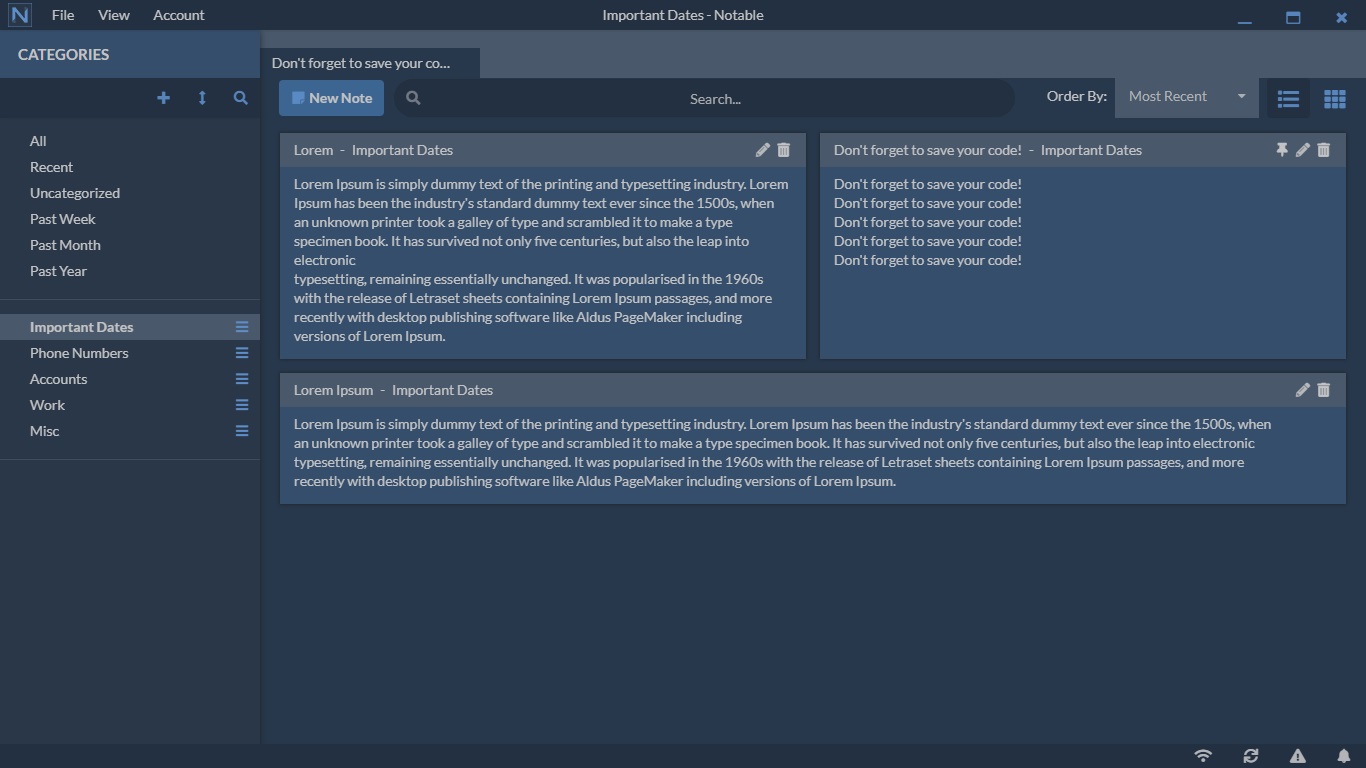 N File View Account Important Dates - Notable
CATEGORIES
Don't forget to save your co...
New Note Search... Order By: Most Recent
All
Recent
Uncategorized
Past Week
Past Month
Past Year
Important Dates
Phone Numbers
Accounts
Work
Misc
Lorem - Important Dates
Lorem Ipsum is simply dummy text of the printing and typesetting industry. Lorem
Ipsum has been the industry's standard dummy text ever since the 1500s, when
an unknown printer took a galley of type and scrambled it to make a type
specimen book. It has survived not only five centuries, but also the leap into
electronic
typesetting, remaining essentially unchanged. It was popularised in the 1960s
with the release of Letraset sheets containing Lorem Ipsum passages, and more
recently with desktop publishing software like Aldus PageMaker including
versions of Lorem Ipsum.
Don't forget to save your code! - Important Dates
Don't forget to save your code!
Don't forget to save your code!
Don't forget to save your code!
Don't forget to save your code!
Don't forget to save your code!
Lorem Ipsum - Important Dates
Lorem Ipsum is simply dummy text of the printing and typesetting industry. Lorem Ipsum has been the industry's standard dummy text ever since the 1500s, when
an unknown printer took a galley of type and scrambled it to make a type specimen book. It has survived not only five centuries, but also the leap into electronic
typesetting, remaining essentially unchanged. It was popularised in the 1960s with the release of Letraset sheets containing Lorem Ipsum passages, and more
recently with desktop publishing software like Aldus PageMaker including versions of Lorem Ipsum.